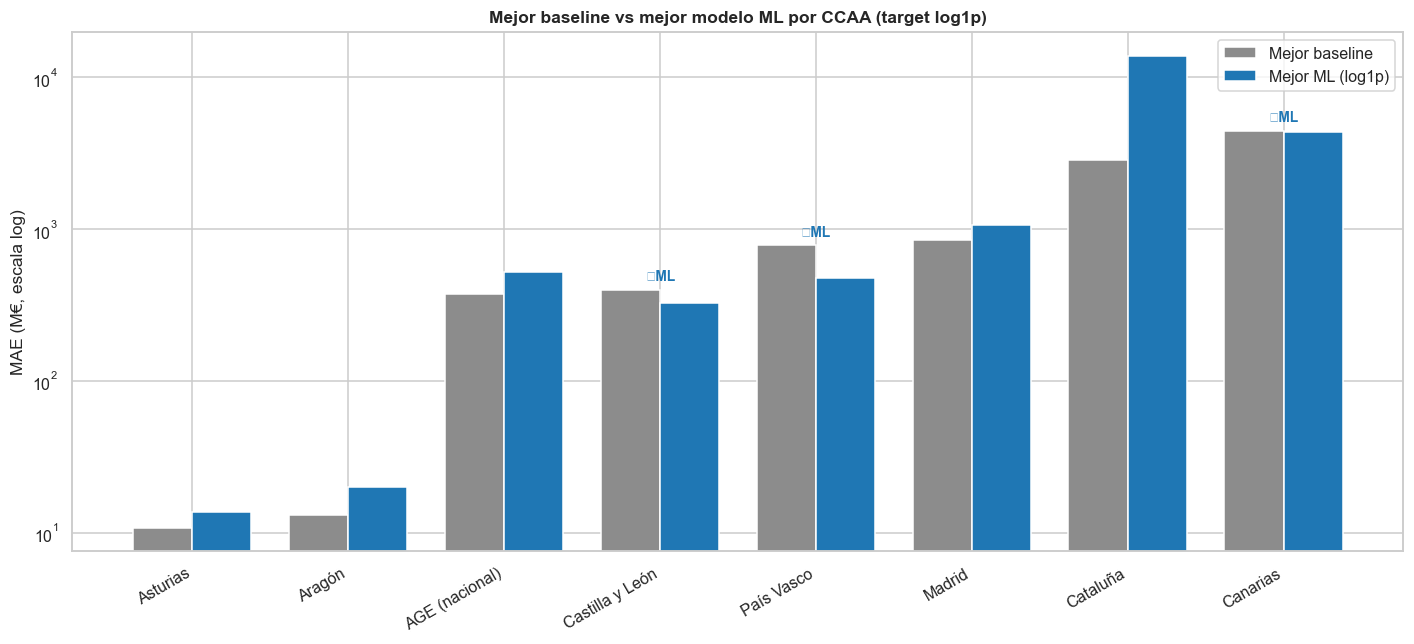 Mejor baseline vs mejor modelo ML por CCAA (target log1p)
Mejor baseline
Mejor ML (log1p)
MAE (M€, escala log)
10^4
10^3
10^2
10^1
□ML
□ML
□ML
Asturias
Aragón
AGE (nacional)
Castilla y León
País Vasco
Madrid
Cataluña
Canarias